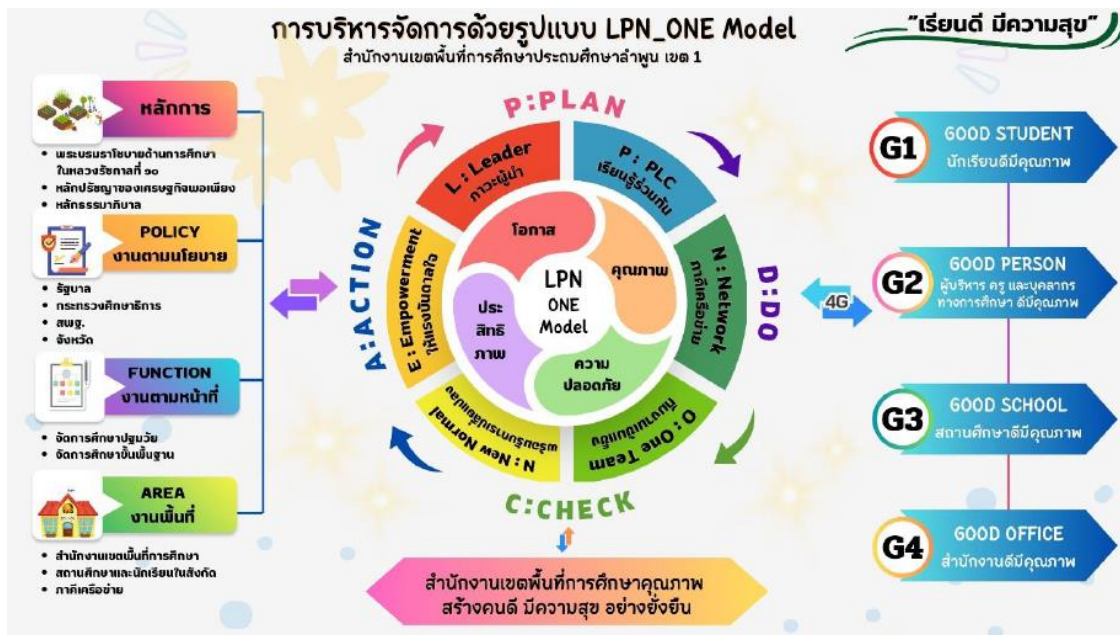 การบริหารจัดการด้วยรูปแบบ LPN_ONE Model
สำนักงานเขตพื้นที่การศึกษาประถมศึกษาลำพูน เขต 1
"เรียนดี มีความสุข"
หลักการ
• พระบรมราโชบายด้านการศึกษา
ในหลวงรัชกาลที่ ๑๐
• หลักปรัชญาของเศรษฐกิจพอเพียง
• หลักธรรมาภิบาล
POLICY
งานตามนโยบาย
• รัฐบาล
• กระทรวงศึกษาธิการ
• สพฐ.
• จังหวัด
FUNCTION
งานตามหน้าที่
• จัดการศึกษาปฐมวัย
• จัดการศึกษาขั้นพื้นฐาน
AREA
งานพื้นที่
• สำนักงานเขตพื้นที่การศึกษา
• สถานศึกษาและนักเรียนในสังกัด
• ภาคีเครือข่าย
P:PLAN
D:DO
C:CHECK
A:ACTION
L : Leader
ภาวะผู้นำ
P : PLC
เรียนรู้ร่วมกัน
N : Network
ภาคีเครือข่าย
O : One Team
ทีมงานเข้มแข็ง
N : New Normal
พร้อมรับการเปลี่ยนแปลง
E : Empowerment
ให้แรงบันดาลใจ
โอกาส
คุณภาพ
ความ
ปลอดภัย
ประ
สิทธิ
ภาพ
LPN
ONE
Model
4G
G1
GOOD STUDENT
นักเรียนดีมีคุณภาพ
G2
GOOD PERSON
ผู้บริหาร ครู และบุคลากร
ทางการศึกษา ดีมีคุณภาพ
G3
GOOD SCHOOL
สถานศึกษาดีมีคุณภาพ
G4
GOOD OFFICE
สำนักงานดีมีคุณภาพ
สำนักงานเขตพื้นที่การศึกษาคุณภาพ
สร้างคนดี มีความสุข อย่างยั่งยืน